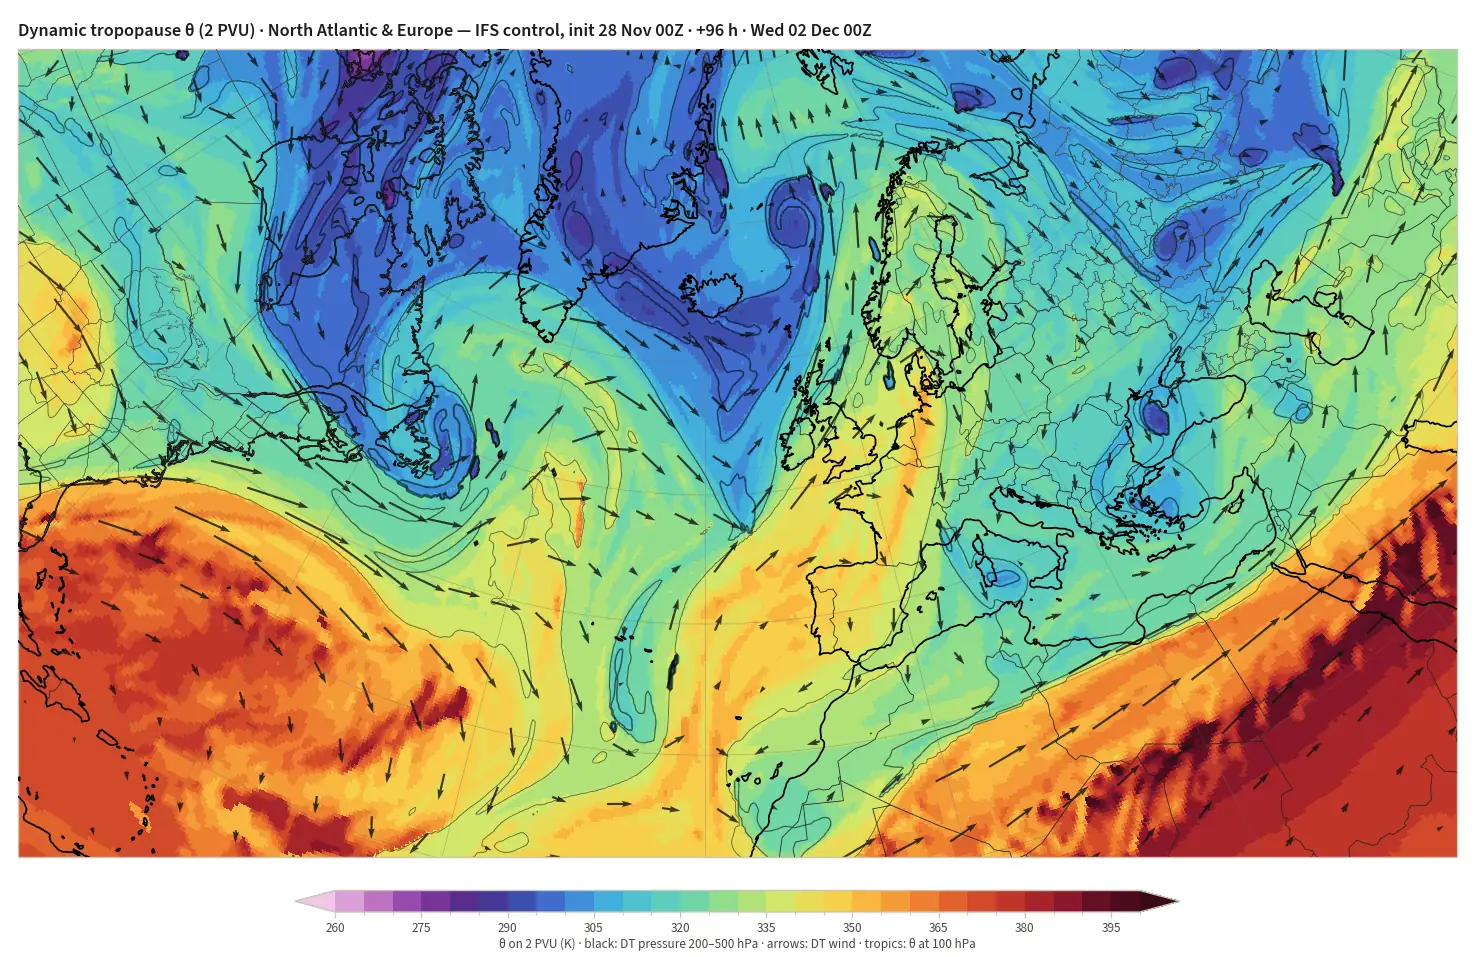 Dynamic tropopause θ (2 PVU) · North Atlantic & Europe — IFS control, init 28 Nov 00Z · +96 h · Wed 02 Dec 00Z
260 275 290 305 320 335 350 365 380 395
θ on 2 PVU (K) · black: DT pressure 200–500 hPa · arrows: DT wind · tropics: θ at 100 hPa